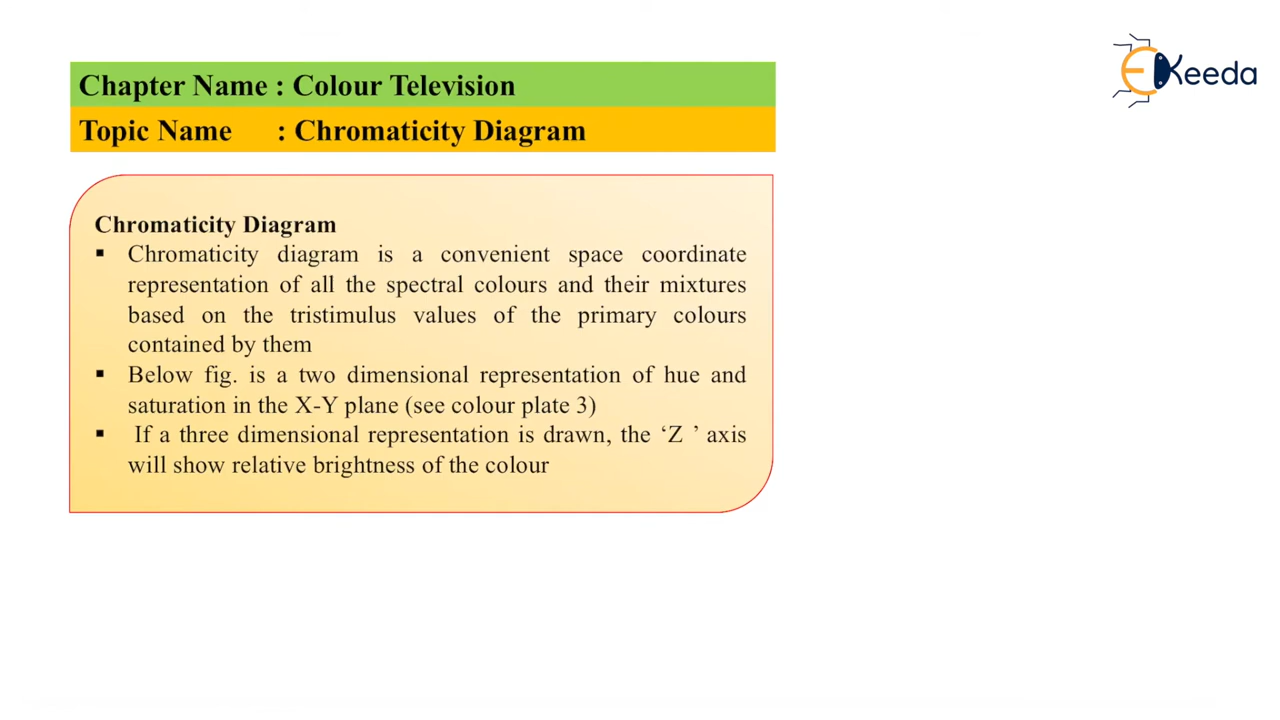 EKeeda
Chapter Name : Colour Television
Topic Name : Chromaticity Diagram
Chromaticity Diagram
▪ Chromaticity diagram is a convenient space coordinate
representation of all the spectral colours and their mixtures
based on the tristimulus values of the primary colours
contained by them
▪ Below fig. is a two dimensional representation of hue and
saturation in the X-Y plane (see colour plate 3)
▪ If a three dimensional representation is drawn, the ‘Z ’ axis
will show relative brightness of the colour